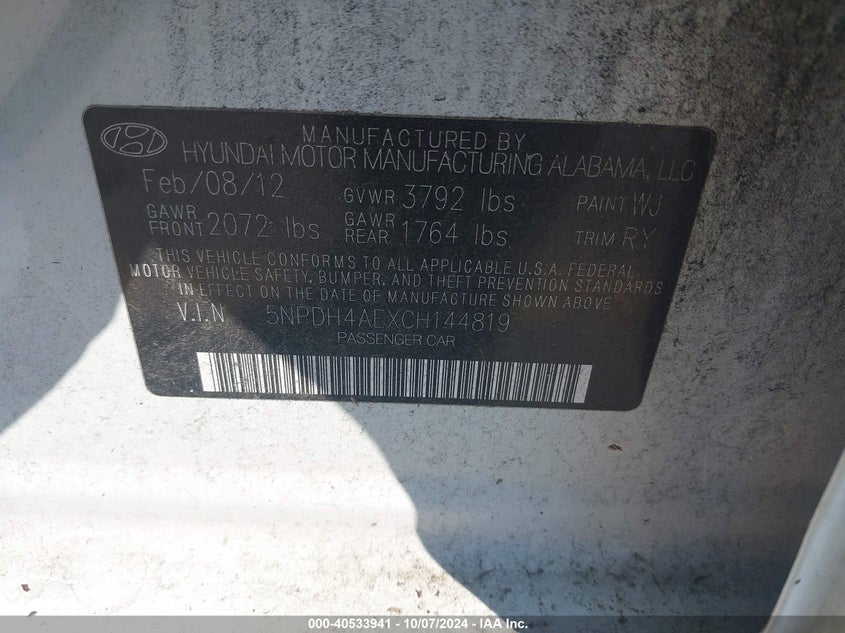 MANUFACTURED BY
HYUNDAI MOTOR MANUFACTURING ALABAMA, LLC
Feb/08/12 GVWR 3792 lbs PAINT WJ
GAWR FRONT 2072 lbs GAWR REAR 1764 lbs TRIM RY
THIS VEHICLE CONFORMS TO ALL APPLICABLE U.S.A. FEDERAL
MOTOR VEHICLE SAFETY, BUMPER, AND THEFT PREVENTION STANDARDS
IN EFFECT ON THE DATE OF MANUFACTURE SHOWN ABOVE.
V.I.N 5NPDH4AEXCH144819
PASSENGER CAR
000-40533941 - 10/07/2024 - IAAI Inc.